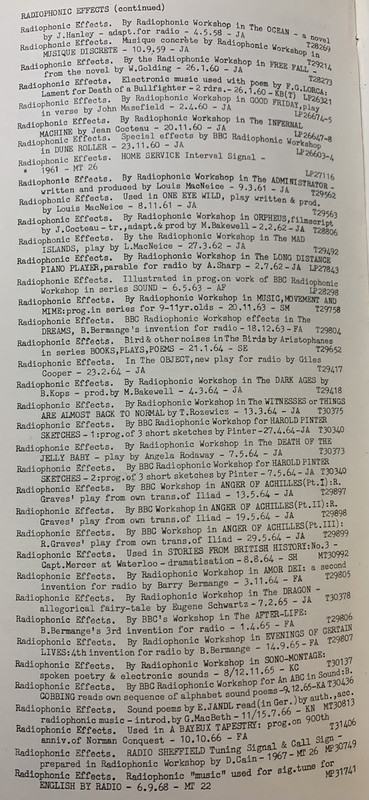 RADIOPHONIC EFFECTS (continued)
Radiophonic Effects. By Radiophonic Workshop in The OCEAN - a novel
by J.Hanley - adapt.for radio - 4.5.58 - JA T28269
Radiophonic Effects. Musique concrète by Radiophonic Workshop in
MUSIQUE DISCRETE - 10.9.59 - JA T29214
Radiophonic Effects. By the Radiophonic Workshop in FREE FALL -
from the novel by W.Golding - 26.1.60 - JA T28273
Radiophonic Effects. Electronic music used with poem by F.G.LORCA:
Lament for Death of a Bullfighter - 2 rdrs.- 26.1.60 - KB(T) LP26321
Radiophonic Effects. By Radiophonic Workshop in GOOD FRIDAY,play
in verse by John Masefield - 2.4.60 - JA LP26674-5
Radiophonic Effects. By Radiophonic Workshop in The INFERNAL
MACHINE by Jean Cocteau - 20.11.60 - JA LP26647-8
Radiophonic Effects. Special effects by BBC Radiophonic Workshop
in DUNE ROLLER - 23.11.60 - JA LP26603-4
Radiophonic Effects. HOME SERVICE Interval Signal -
* 1961 - MT 26 LP27116
Radiophonic Effects. By Radiophonic Workshop in The ADMINISTRATOR -
written and produced by Louis MacNeice - 9.3.61 - JA T29562
Radiophonic Effects. Used in ONE EYE WILD, play written & prod.
by Louis MacNeice - 8.11.61 - JA T29563
Radiophonic Effects. By Radiophonic Workshop in ORPHEUS,filmscript
by J.Cocteau - tr.,adapt.& prod by M.Bakewell - 2.2.62 - JA T28806
Radiophonic Effects. By the Radiophonic Workshop in The MAD
ISLANDS, play by L.MacNeice - 27.3.62 - JA T29492
Radiophonic Effects. By Radiophonic Workshop in The LONG DISTANCE
PIANO PLAYER,parable for radio by A.Sharp - 2.7.62 - JA LP27843
Radiophonic Effects. Illustrated in prog.on work of BBC Radiophonic
Workshop in series SOUND - 6.5.63 - AF LP28298
Radiophonic Effects. By Radiophonic Workshop in MUSIC,MOVEMENT AND
MIME:prog.in series for 9-11yr.olds - 20.11.63 - SM T29758
Radiophonic Effects. BBC Radiophonic Workshop effects in The
DREAMS, B.Bermange's invention for radio - 18.12.63 - FA T29804
Radiophonic Effects. Bird & other noises in The Birds by Aristophanes
in series BOOKS,PLAYS,POEMS - 21.1.64 - SE T29652
Radiophonic Effects. In The OBJECT,new play for radio by Giles
Cooper - 23.2.64 - JA T29417
Radiophonic Effects. By Radiophonic Workshop in The DARK AGES by
B.Kops - prod.by M.Bakewell - 4.3.64 - JA T29418
Radiophonic Effects. By Radiophonic Workshop in The WITNESSES or THINGS
ARE ALMOST BACK TO NORMAL by T.Rozewicz - 13.3.64 - JA T30375
Radiophonic Effects. By BBC Radiophonic Workshop for HAROLD PINTER
SKETCHES - 1:prog.of 3 short sketches by Pinter - 27.4.64 - JA T30340
Radiophonic Effects. By Radiophonic Workshop in The DEATH OF THE
JELLY BABY - play by Angela Rodaway - 7.5.64 - JA T30373
Radiophonic Effects. By BBC Radiophonic Workshop for HAROLD PINTER
SKETCHES - 2:prog.of 3 short sketches by Pinter - 7.5.64 - JA T30340
Radiophonic Effects. By BBC Workshop in ANGER OF ACHILLES(Pt.I):R.
Graves' play from own trans.of Iliad - 13.5.64 - JA T29897
Radiophonic Effects. By BBC Workshop in ANGER OF ACHILLES(Pt.II):R.
Graves' play from own trans.of Iliad - 19.5.64 - JA T29898
Radiophonic Effects. By BBC Workshop in ANGER OF ACHILLES(Pt.III):
R.Graves' play from own trans.of Iliad - 29.5.64 - JA T29899
Radiophonic Effects. Used in STORIES FROM BRITISH HISTORY:No.3 -
Capt.Mercer at Waterloo - dramatisation - 8.8.64 - SH MT30992
Radiophonic Effects. By Radiophonic Workshop in AMOR DEI: a second
invention for radio by Barry Bermange - 3.11.64 - FA T29805
Radiophonic Effects. By Radiophonic Workshop in The DRAGON -
allegorical fairy-tale by Eugene Schwartz - 7.2.65 - JA T30378
Radiophonic Effects. By BBC's Workshop in The AFTER-LIFE:
B.Bermange's 3rd invention for radio - 1.4.65 - FA T29806
Radiophonic Effects. By Radiophonic Workshop in EVENINGS OF CERTAIN
LIVES:4th invention for radio by B.Bermange - 14.9.65 - FA T29807
Radiophonic Effects. By Radiophonic Workshop in SONO-MONTAGE:
spoken poetry & electronic sounds - 8/12.11.65 - KG T30137
Radiophonic Effects. By BBC Radiophonic Workshop for An ABC in Sound:B.
COBBING reads own sequence of alphabet sound poems - 9.12.65 - KA T30436
Radiophonic Effects. Sound poems by E.JANDL read(in Ger.)by auth.,acc.
radiophonic music - introd.by G.MacBeth - 11/15.7.66 - KN MT30813
Radiophonic Effects. Used in A BAYEUX TAPESTRY: prog.on 900th
anniv.of Norman Conquest - 10.10.66 - FA T31406
Radiophonic Effects. RADIO SHEFFIELD Tuning Signal & Call Sign -
prepared in Radiophonic Workshop by D.Cain - 1967 - MT 26 MP30749
Radiophonic Effects. Radiophonic "music" used for sig.tune for
ENGLISH BY RADIO - 6.9.68 - MT 22 MP31741